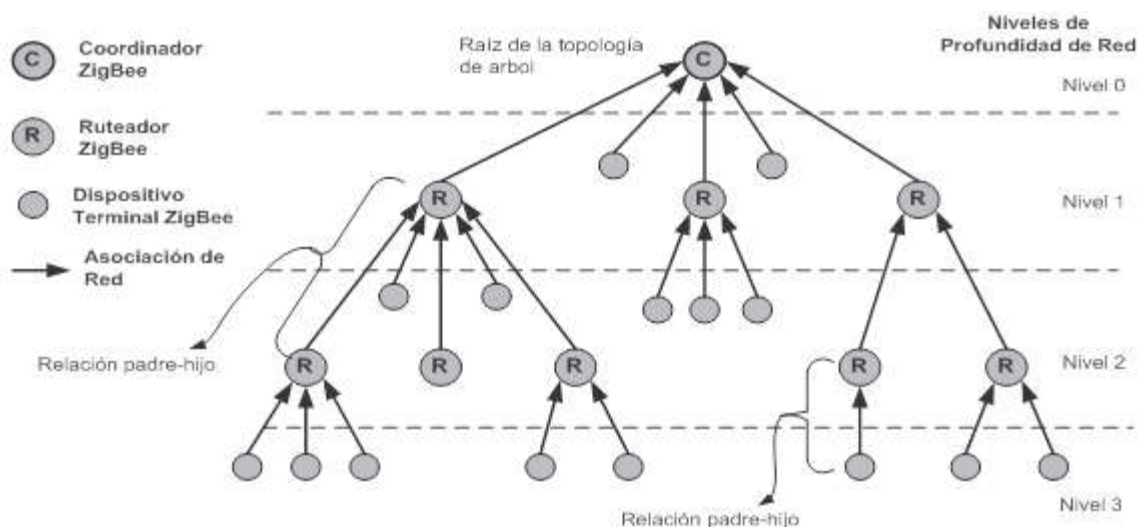 Niveles de
Profundidad de Red
C
Coordinador
ZigBee
Raíz de la topología
de arbol
C
Nivel 0
R
Ruteador
ZigBee
Dispositivo
Terminal ZigBee
R
R
R
Nivel 1
Asociación de
Red
Relación padre-hijo
R
R
R
R
R
Nivel 2
Relación padre-hijo
Nivel 3